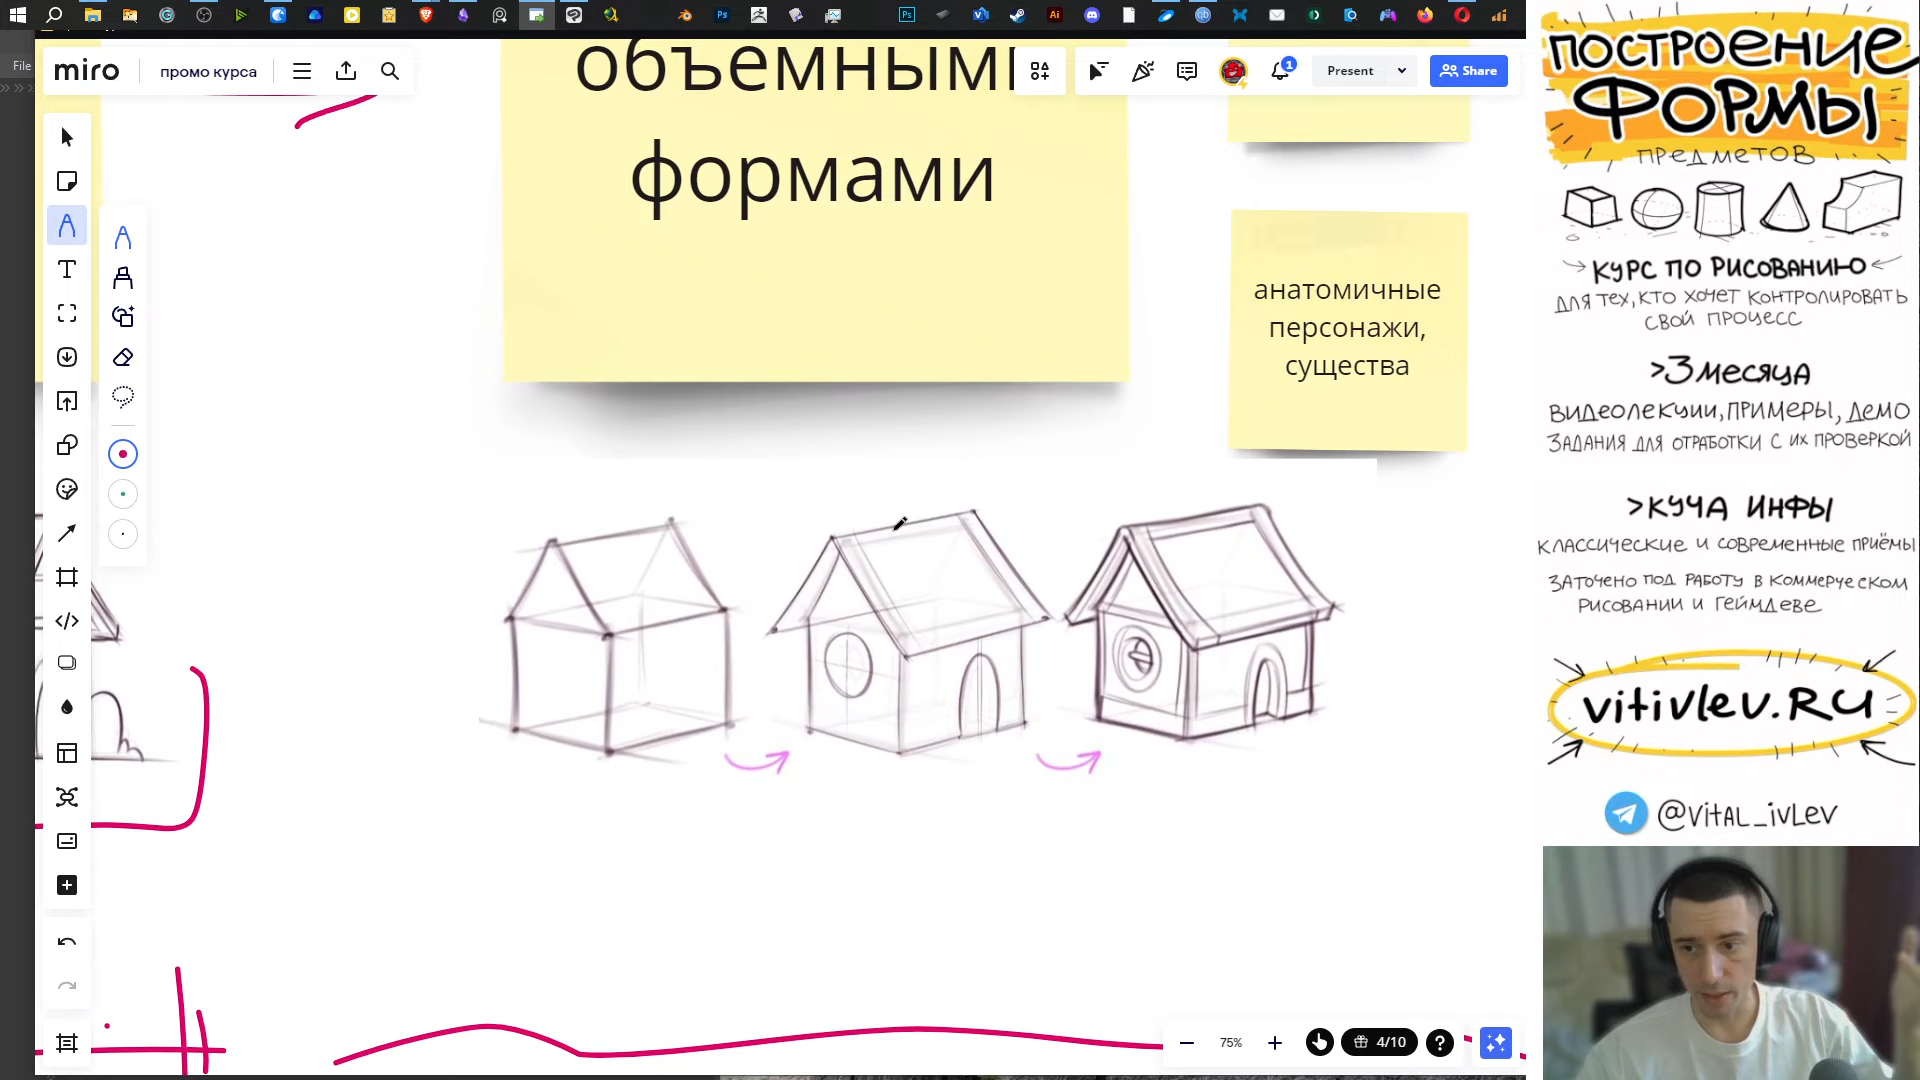 File
miro
промо курса
Present
1
Share
объемными
формами
анатомичные
персонажи,
существа
75%
4/10
ПОСТРОЕНИЕ
ФОРМЫ
ПРЕДМЕТОВ
КУРС ПО РИСОВАНИЮ
ДЛЯ ТЕХ, КТО ХОЧЕТ КОНТРОЛИРОВАТЬ
СВОЙ ПРОЦЕСС
>3 месяца
ВИДЕОЛЕКЦИИ, ПРИМЕРЫ, ДЕМО
ЗАДАНИЯ ДЛЯ ОТРАБОТКИ С ИХ ПРОВЕРКОЙ
>КУЧА ИНФЫ
КЛАССИЧЕСКИЕ И СОВРЕМЕННЫЕ ПРИЁМЫ
ЗАТОЧЕНО ПОД РАБОТУ В КОММЕРЧЕСКОМ
РИСОВАНИИ И ГЕЙМДЕВЕ
vitivlev.RU
@VITAL_IVLEV